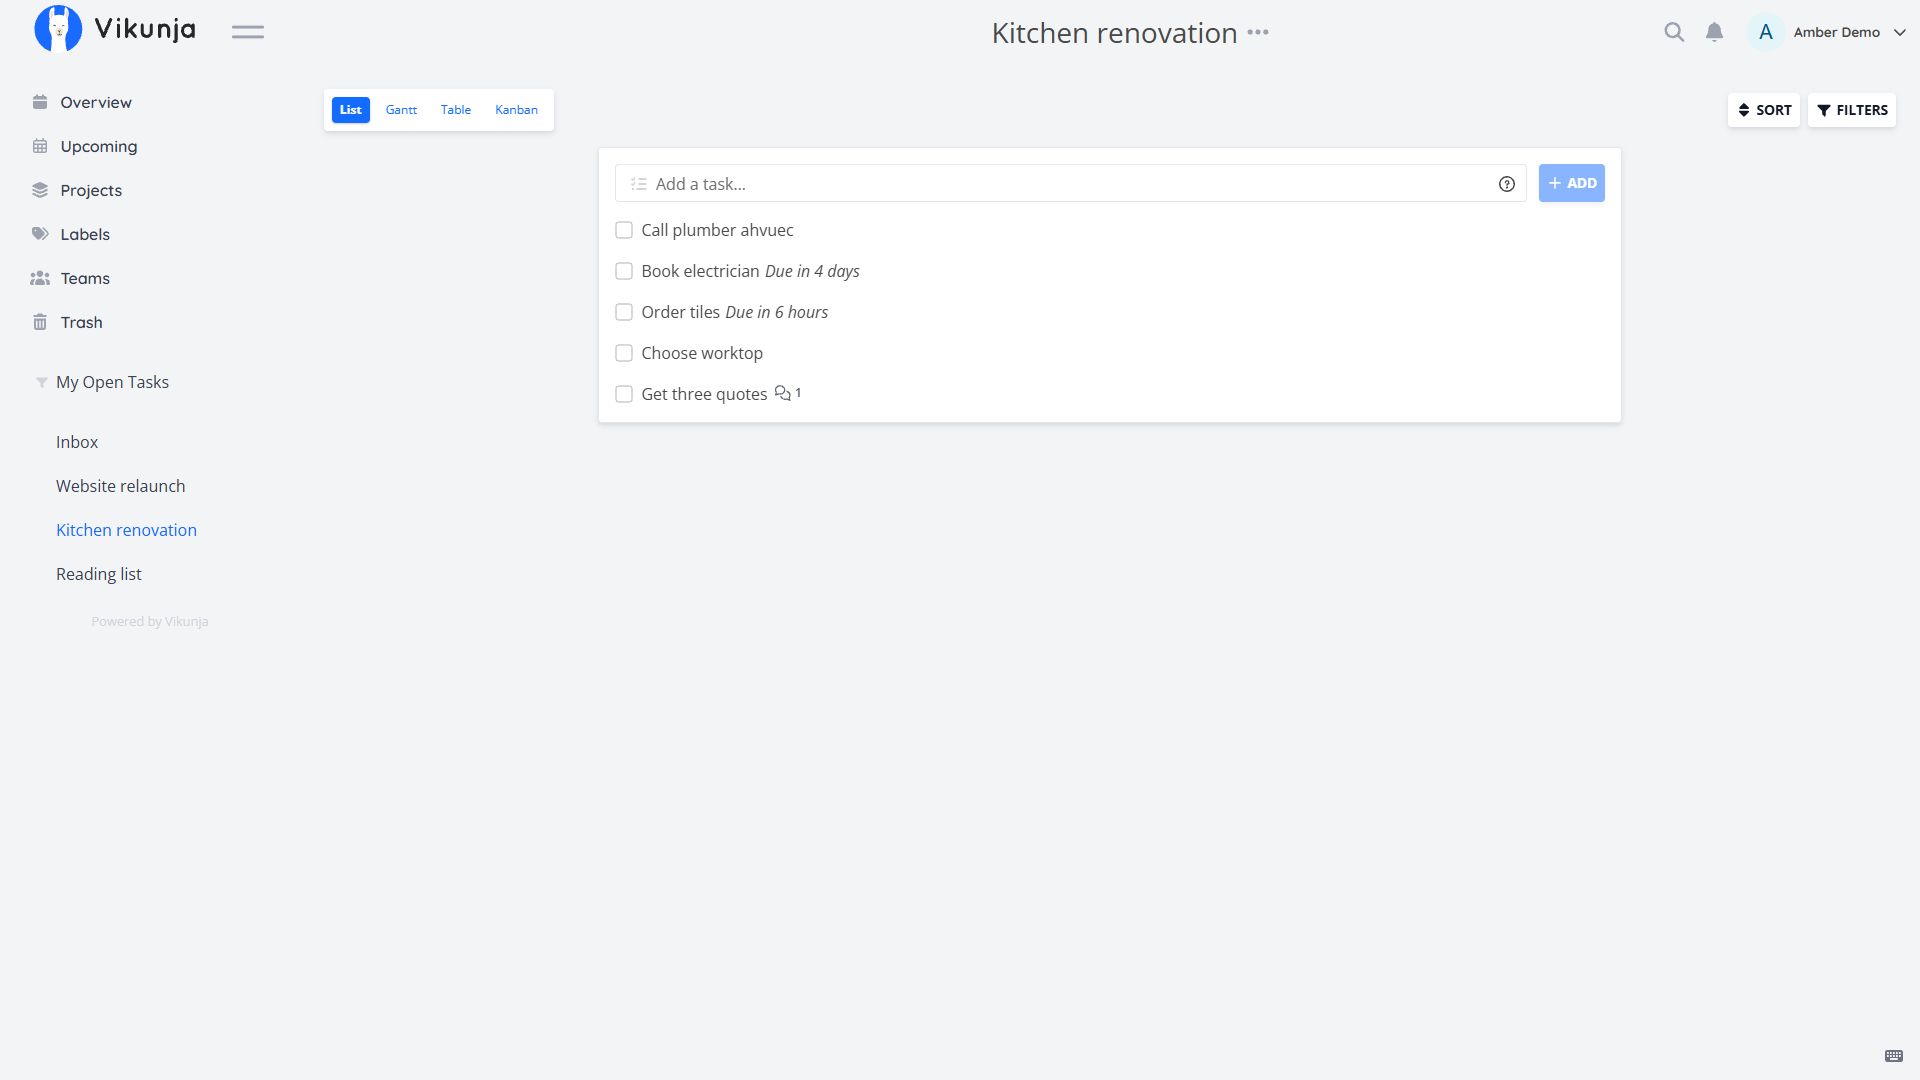 Vikunja
Kitchen renovation
A
Amber Demo
Overview
Upcoming
Projects
Labels
Teams
Trash
My Open Tasks
Inbox
Website relaunch
Kitchen renovation
Reading list
Powered by Vikunja
List Gantt Table Kanban
SORT FILTERS
Add a task...
? + ADD
Call plumber ahvuec
Book electrician Due in 4 days
Order tiles Due in 6 hours
Choose worktop
Get three quotes 1